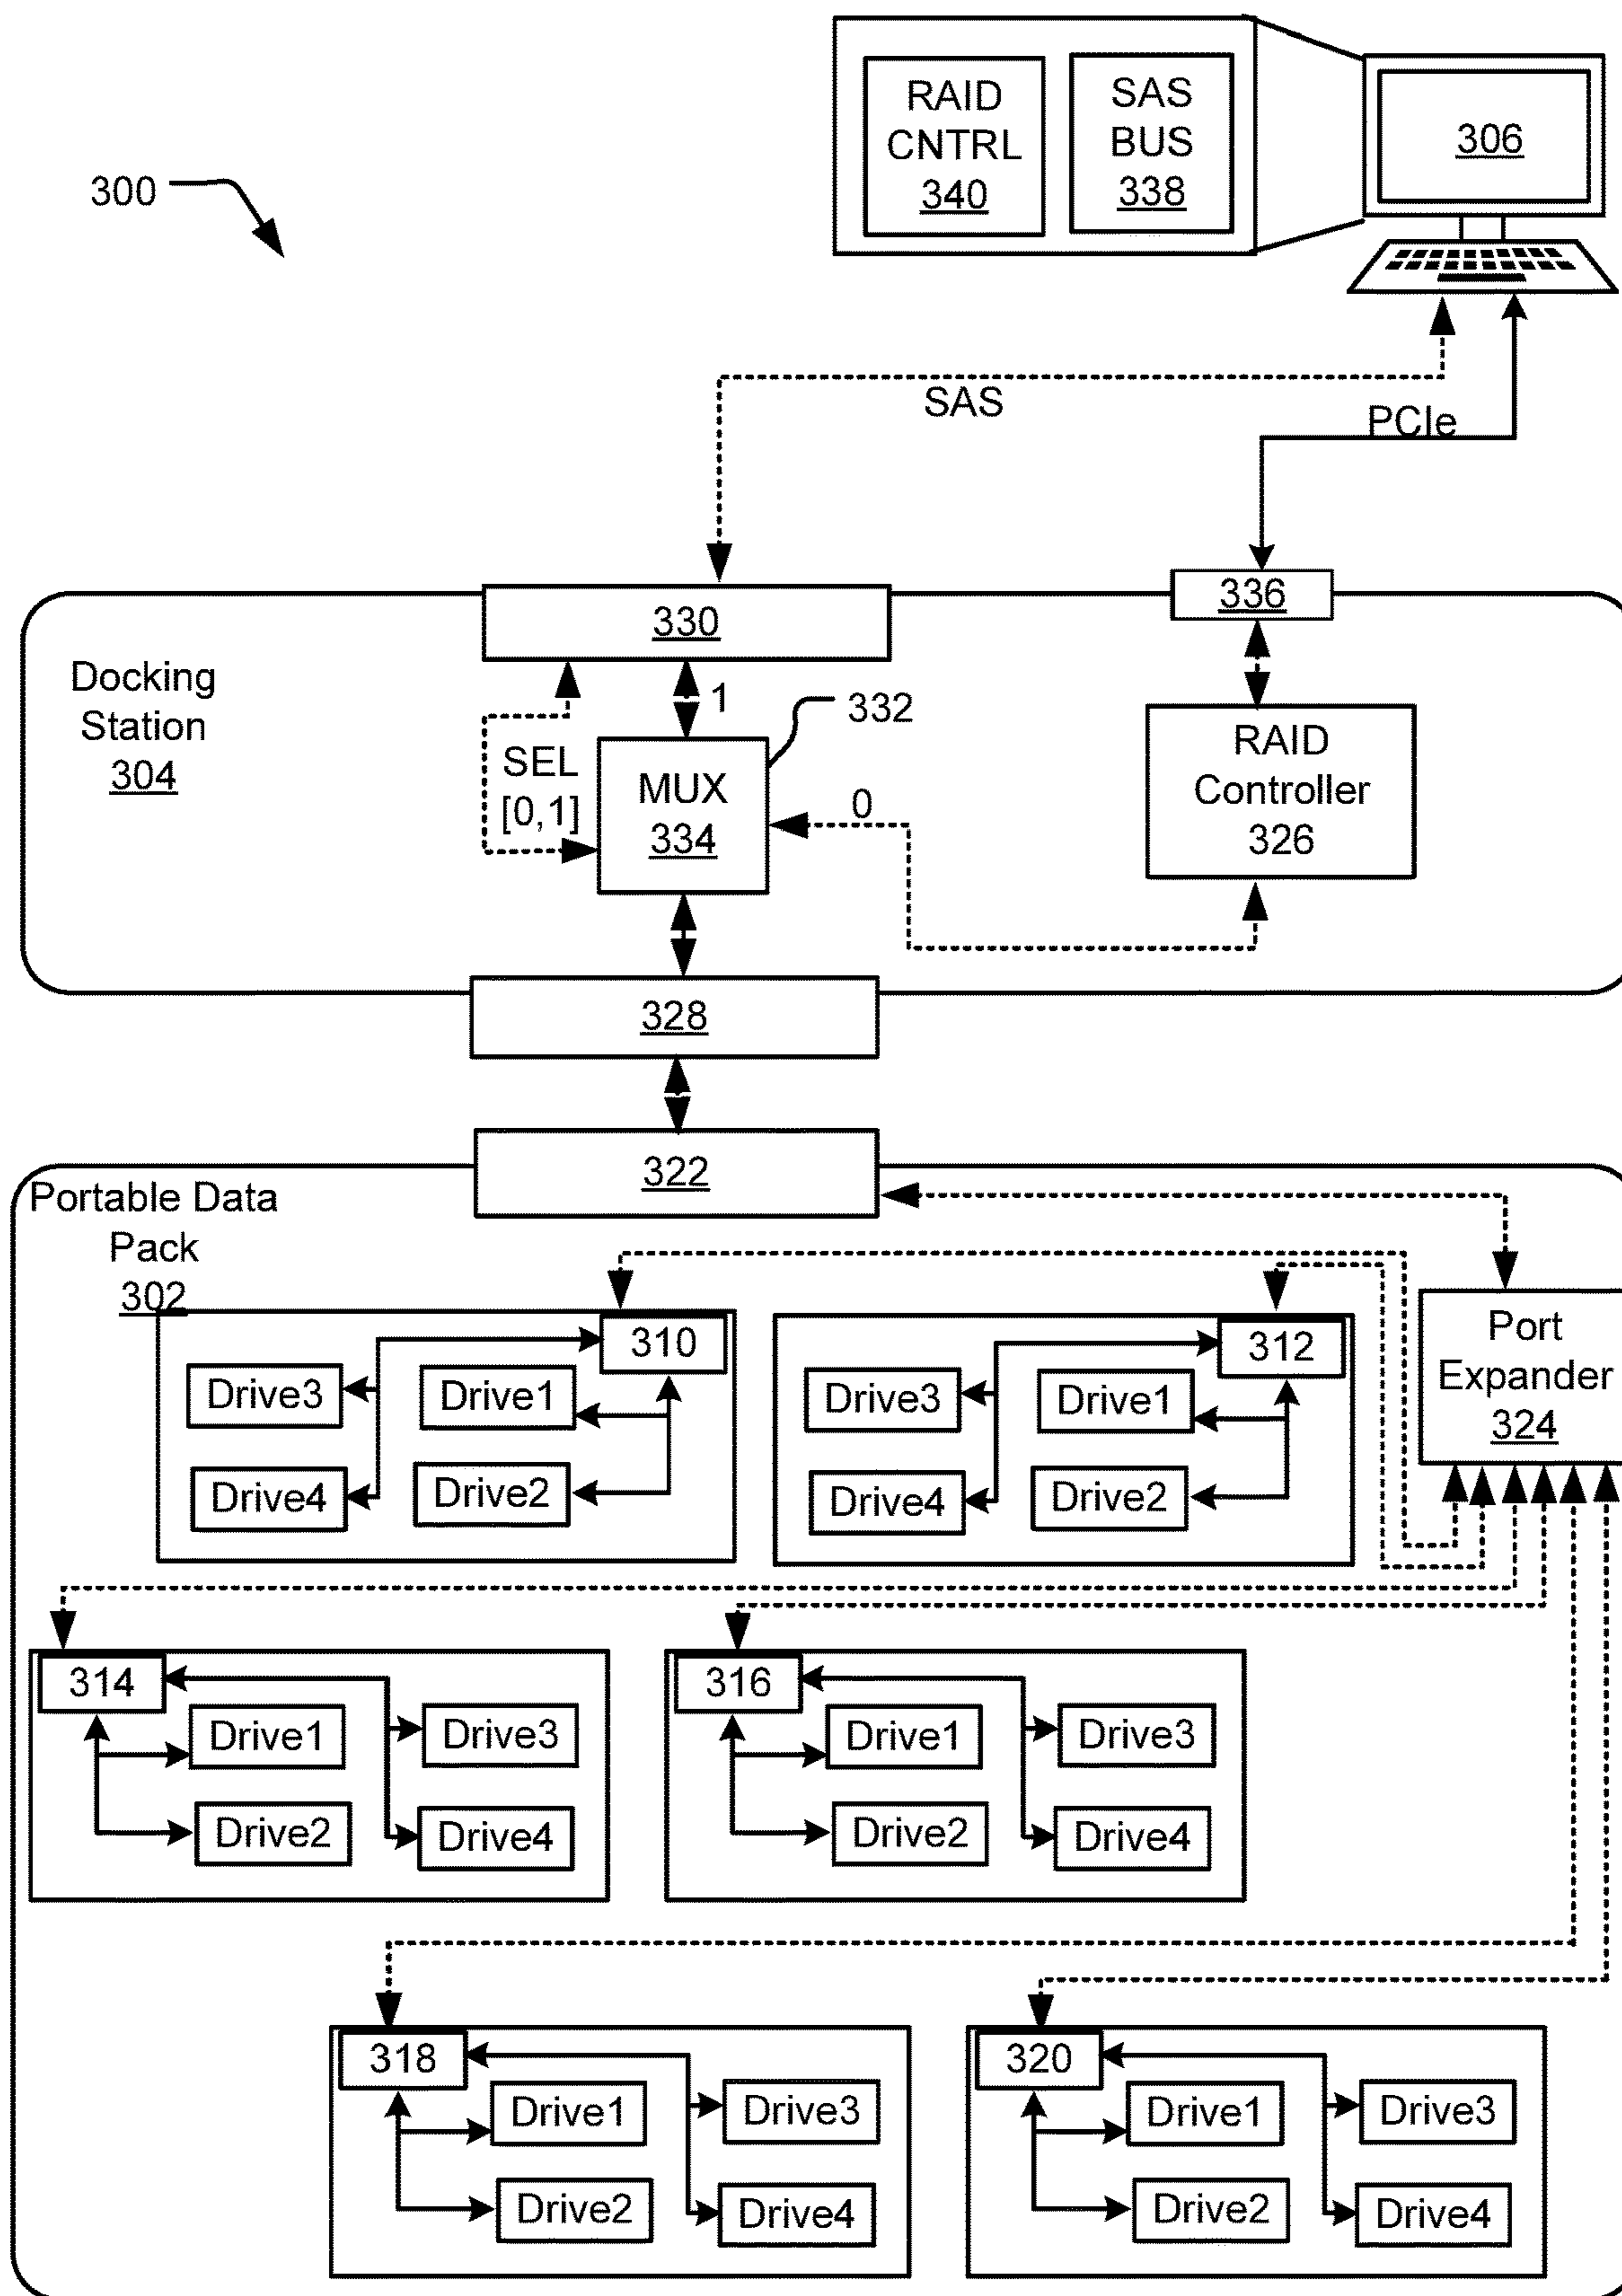 RAID
CNTRL
340
SAS
BUS
338
306
300
SAS
PCIe
330
336
Docking
Station
304
1
332
SEL
[0,1]
MUX
334
0
RAID
Controller
326
328
322
Portable Data
Pack
302
310
Drive3
Drive1
Drive4
Drive2
312
Drive3
Drive1
Drive4
Drive2
Port
Expander
324
314
Drive1
Drive3
Drive2
Drive4
316
Drive1
Drive3
Drive2
Drive4
318
Drive1
Drive3
Drive2
Drive4
320
Drive1
Drive3
Drive2
Drive4